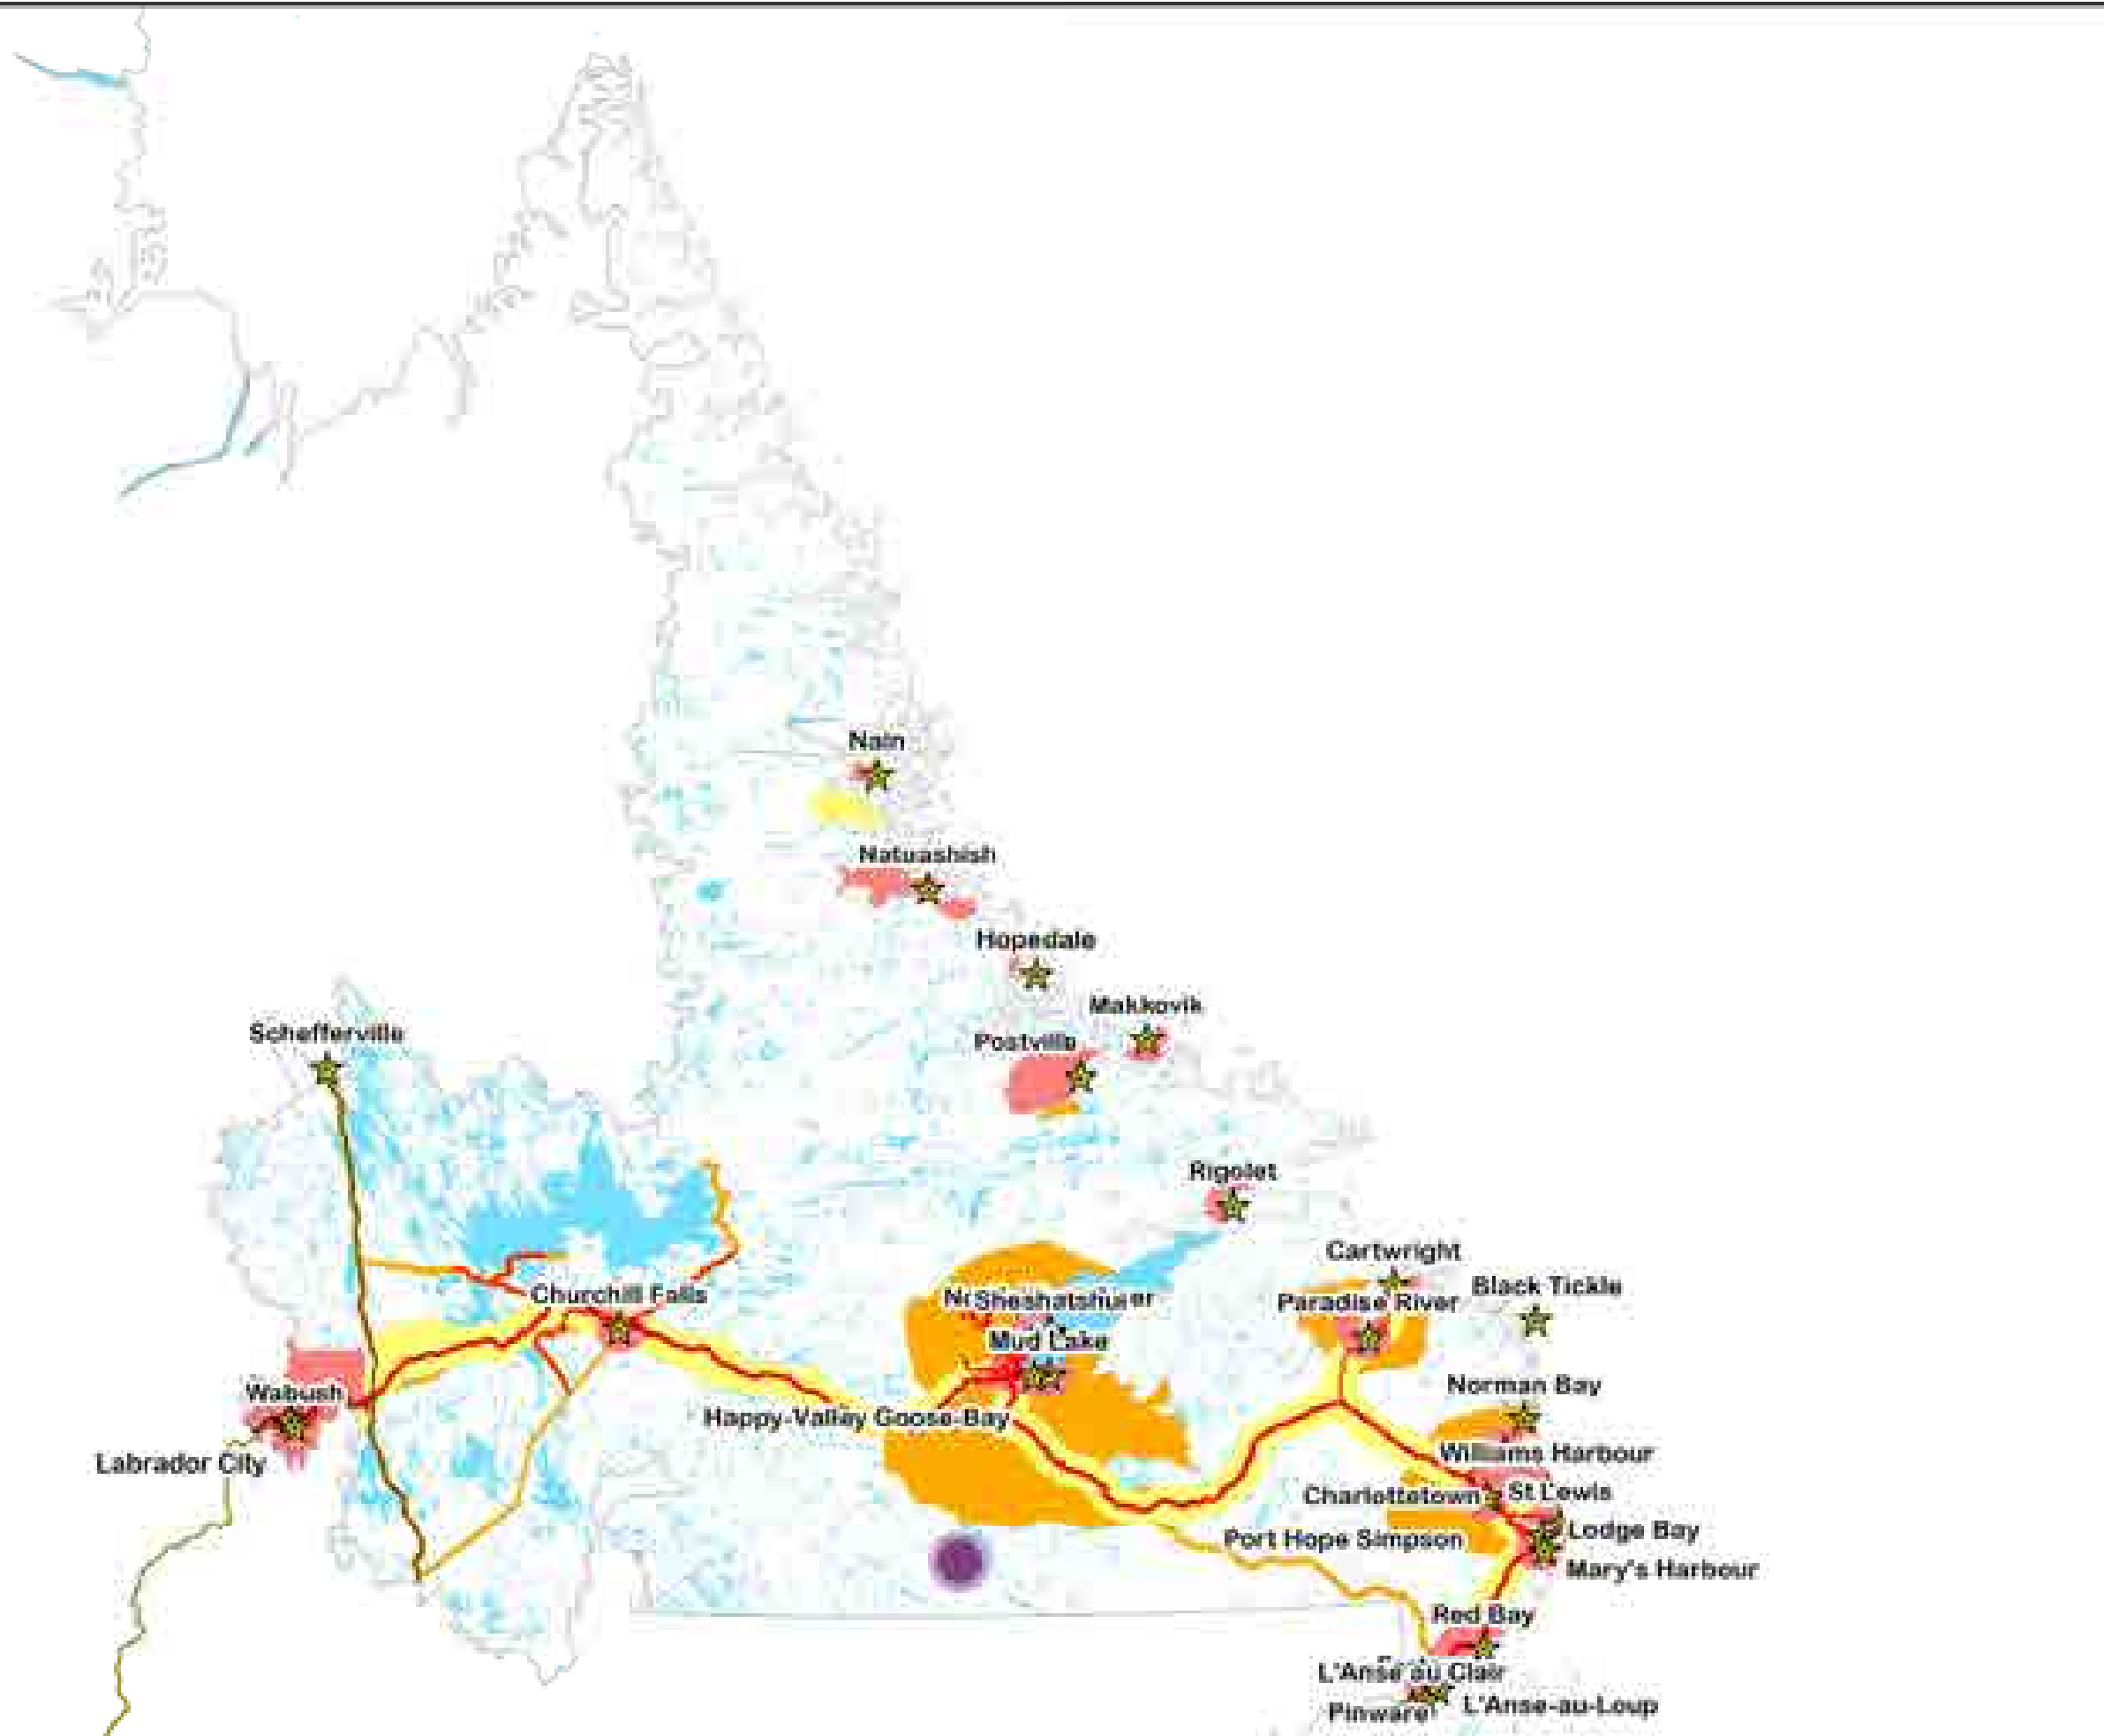 Nain
Natuashish
Hopedale
Makkovik
Postville
Schefferville
Rigolet
Cartwright
Black Tickle
Churchill Falls
Sheshatshui
Paradise River
Mud Lake
Norman Bay
Wabush
Happy-Valley Goose-Bay
Williams Harbour
Labrador City
Charlottetown
St Lewis
Lodge Bay
Port Hope Simpson
Mary's Harbour
Red Bay
L'Anse au Clair
L'Anse-au-Loup
Pinware